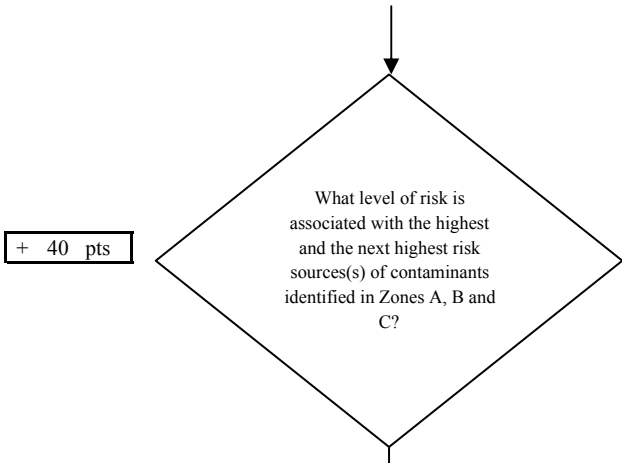 What level of risk is
associated with the highest
and the next highest risk
sources(s) of contaminants
identified in Zones A, B and
C?
+ 40 pts